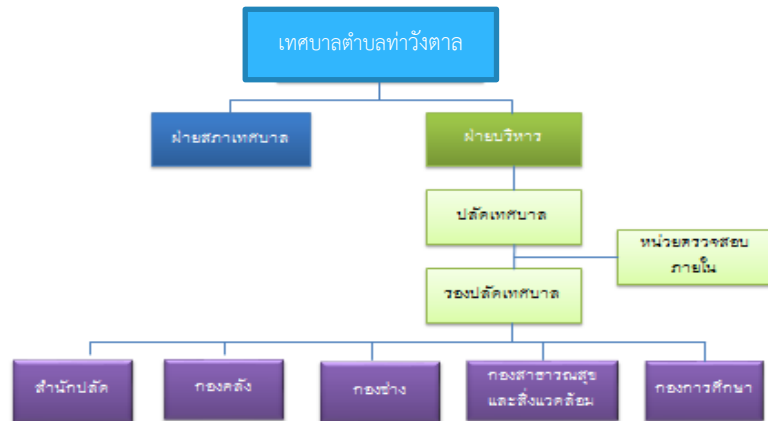 เทศบาลตำบลท่าวังตาล
ฝ่ายสภาเทศบาล
ฝ่ายบริหาร
ปลัดเทศบาล
หน่วยตรวจสอบ
ภายใน
รองปลัดเทศบาล
สำนักปลัด
กองคลัง
กองช่าง
กองสาธารณสุข
และสิ่งแวดล้อม
กองการศึกษา